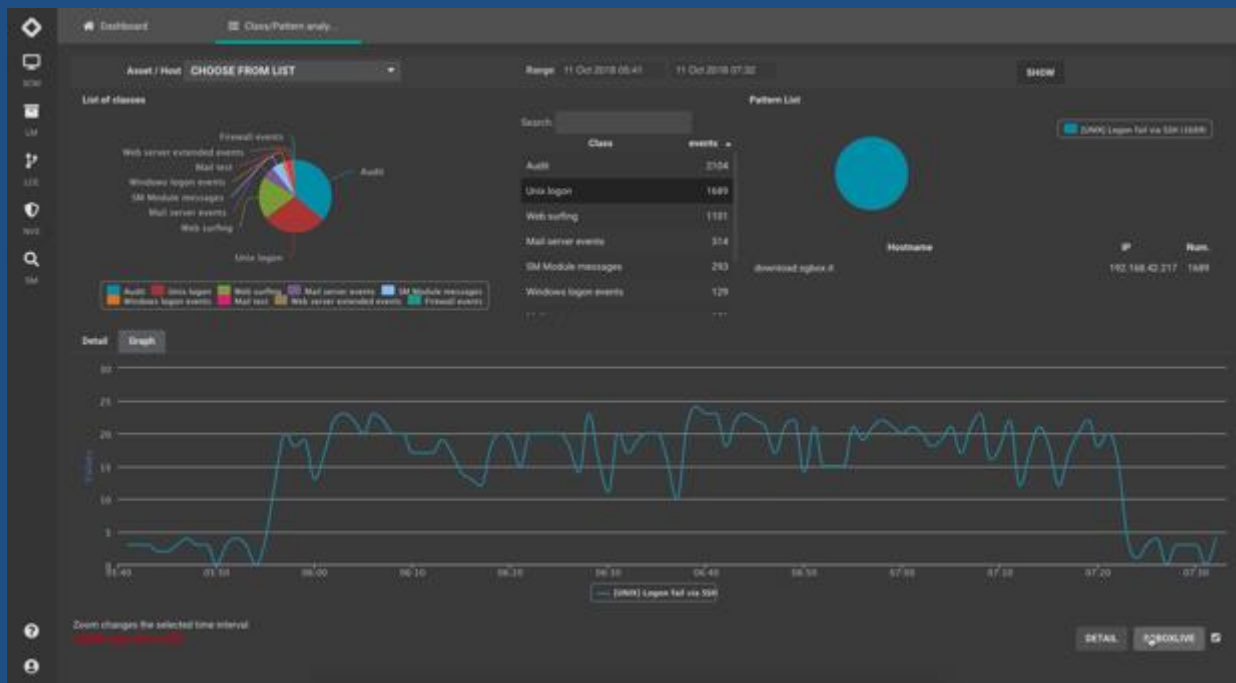 Dashboard
Class/Pattern analy...
Asset / Host CHOOSE FROM LIST
Range 11 Oct 2018 05:41 11 Oct 2018 07:32
SHOW
SCM
LM
LCE
NVS
SM
List of classes
Firewall events
Web server extended events
Mail test
Windows logon events
SM Module messages
Mail server events
Web surfing
Audit
Unix logon
Audit Unix logon Web surfing Mail server events SM Module messages
Windows logon events Mail test Web server extended events Firewall events
Search
Class events
Audit 2104
Unix logon 1689
Web surfing 1101
Mail server events 314
SM Module messages 293
Windows logon events 129
Pattern List
[UNIX] Logon fail via SSH (1689)
Hostname IP Num.
download.sgbox.it 192.168.42.217 1689
Detail Graph
Values
30
25
20
15
10
5
0
05:40 05:50 06:00 06:10 06:20 06:30 06:40 06:50 07:00 07:10 07:20 07:30
[UNIX] Logon fail via SSH
Zoom changes the selected time interval
DETAIL